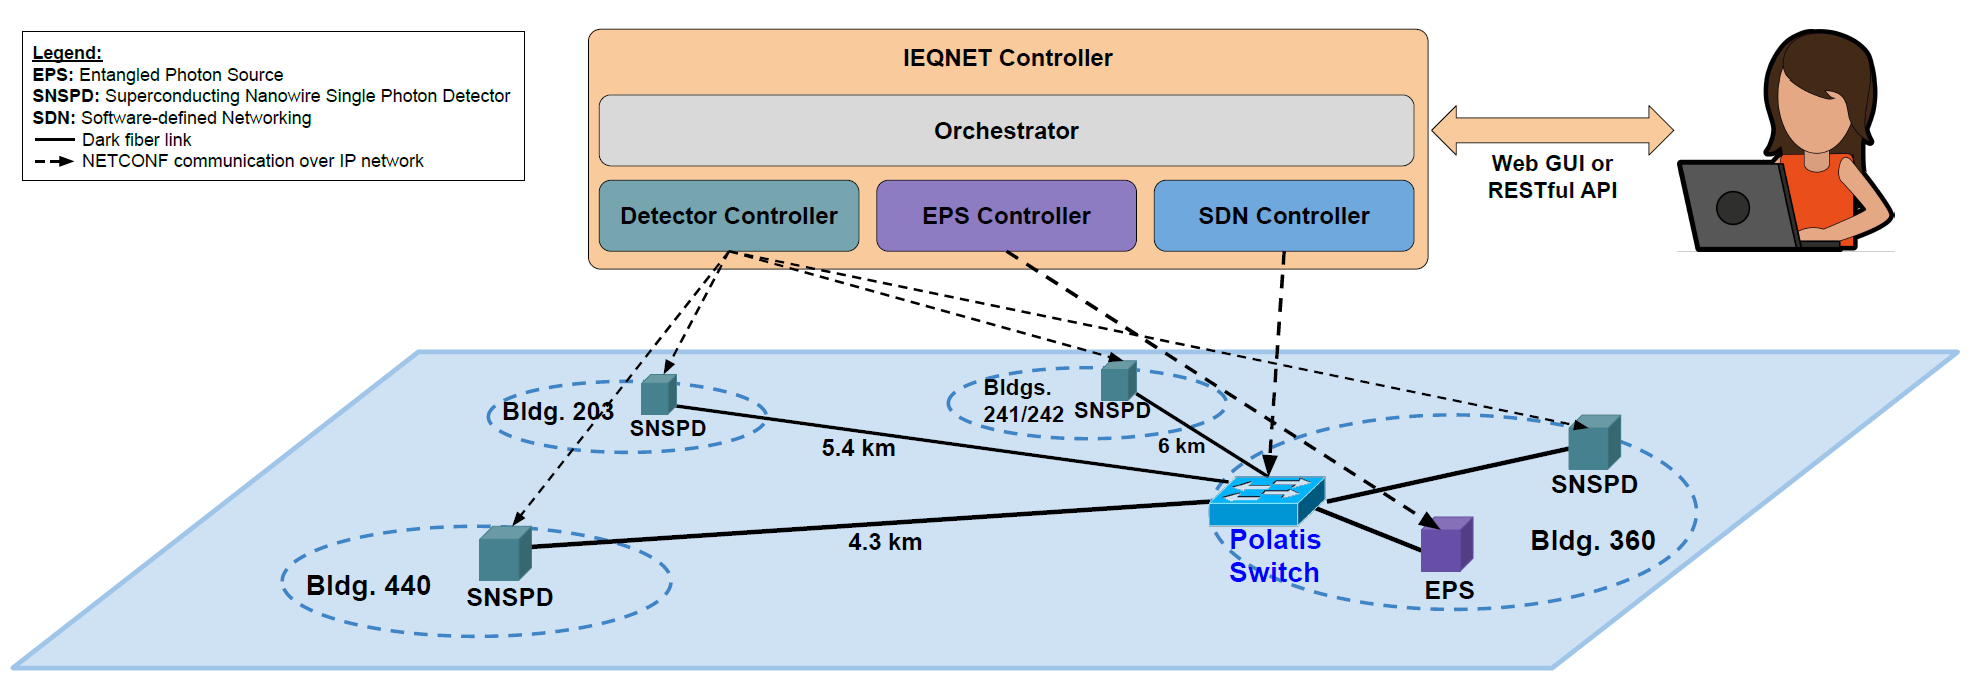 Legend:
EPS: Entangled Photon Source
SNSPD: Superconducting Nanowire Single Photon Detector
SDN: Software-defined Networking
Dark fiber link
NETCONF communication over IP network
IEQNET Controller
Orchestrator
Detector Controller
EPS Controller
SDN Controller
Web GUI or
RESTful API
Bldg. 203
SNSPD
Bldgs.
241/242
SNSPD
5.4 km
6 km
SNSPD
Bldg. 440
SNSPD
4.3 km
Polatis
Switch
Bldg. 360
EPS